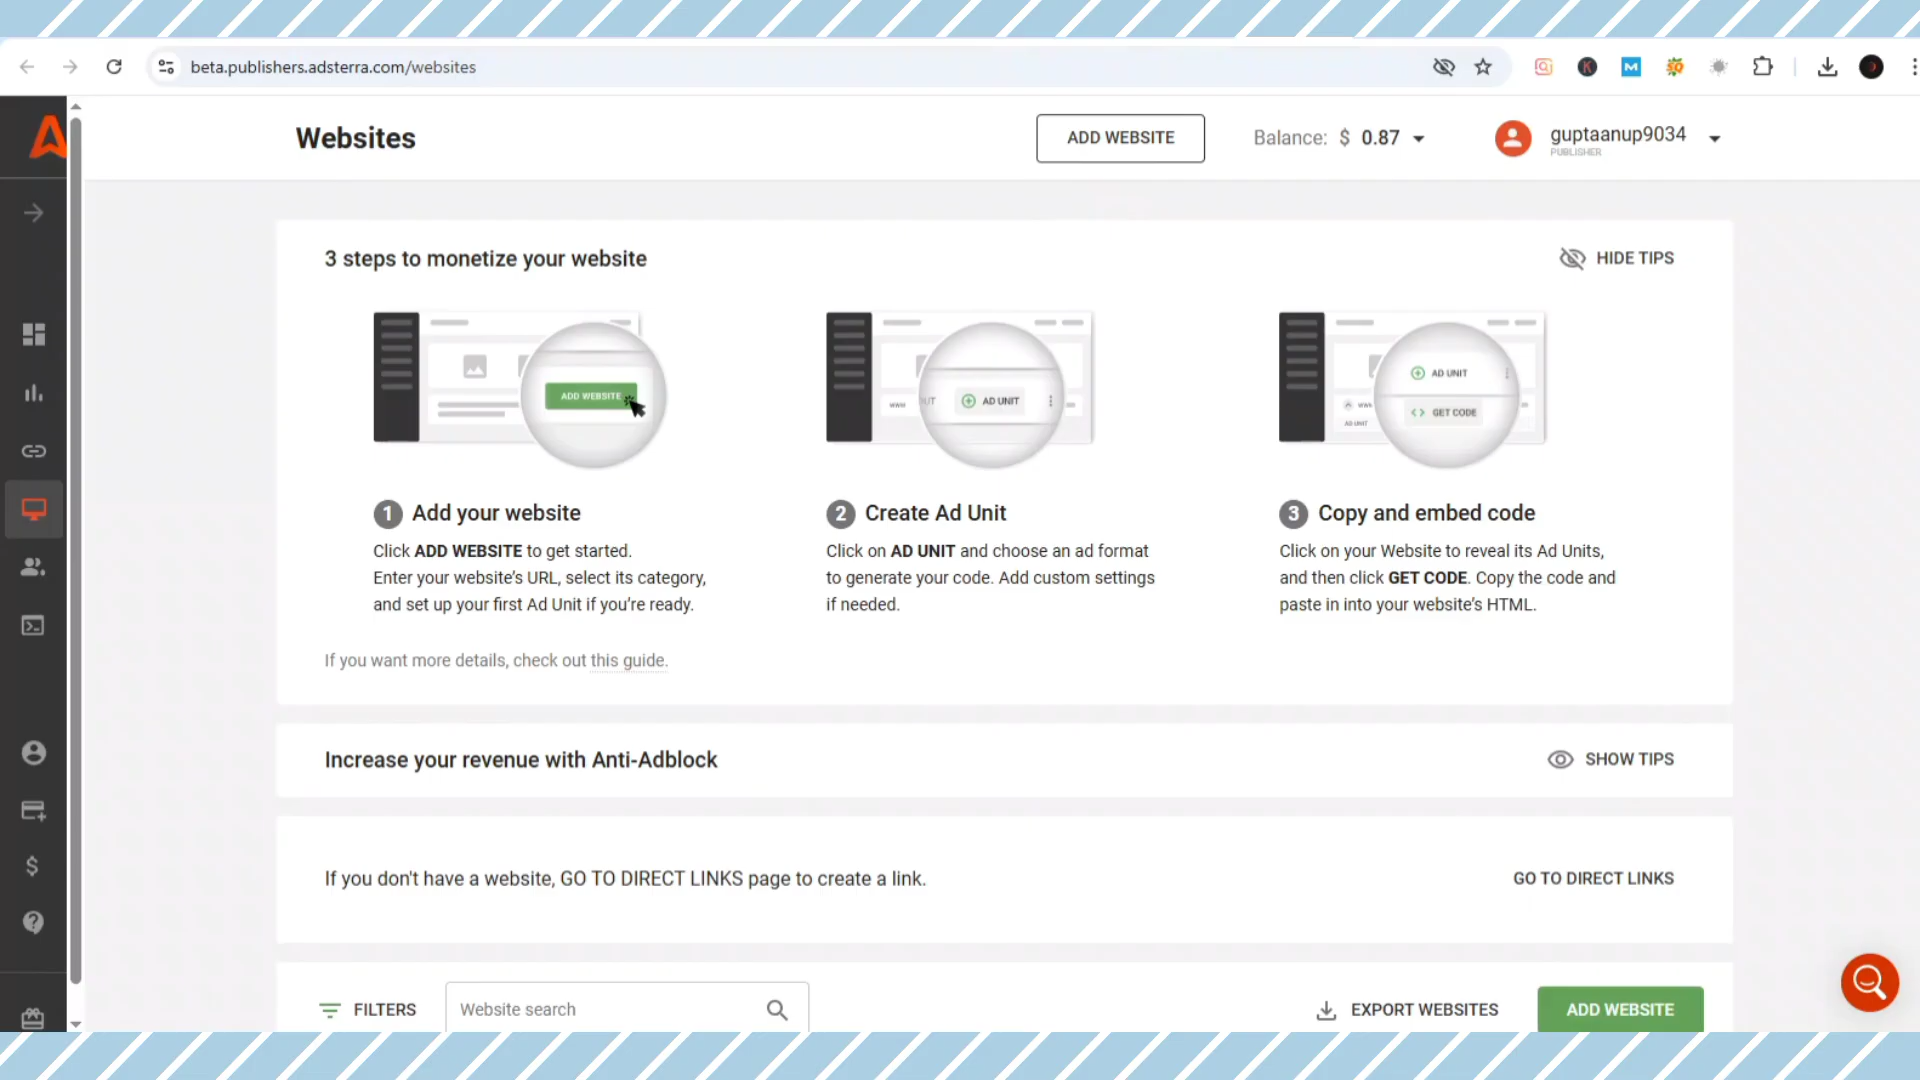 beta.publishers.adsterra.com/websites
Websites
ADD WEBSITE
Balance: $ 0.87
guptaanup9034
PUBLISHER
3 steps to monetize your website
HIDE TIPS
ADD WEBSITE
AD UNIT
AD UNIT
GET CODE
AD UNIT
1 Add your website
Click ADD WEBSITE to get started.
Enter your website’s URL, select its category,
and set up your first Ad Unit if you’re ready.
2 Create Ad Unit
Click on AD UNIT and choose an ad format
to generate your code. Add custom settings
if needed.
3 Copy and embed code
Click on your Website to reveal its Ad Units,
and then click GET CODE. Copy the code and
paste in into your website’s HTML.
If you want more details, check out this guide.
Increase your revenue with Anti-Adblock
SHOW TIPS
If you don't have a website, GO TO DIRECT LINKS page to create a link.
GO TO DIRECT LINKS
FILTERS
Website search
EXPORT WEBSITES
ADD WEBSITE